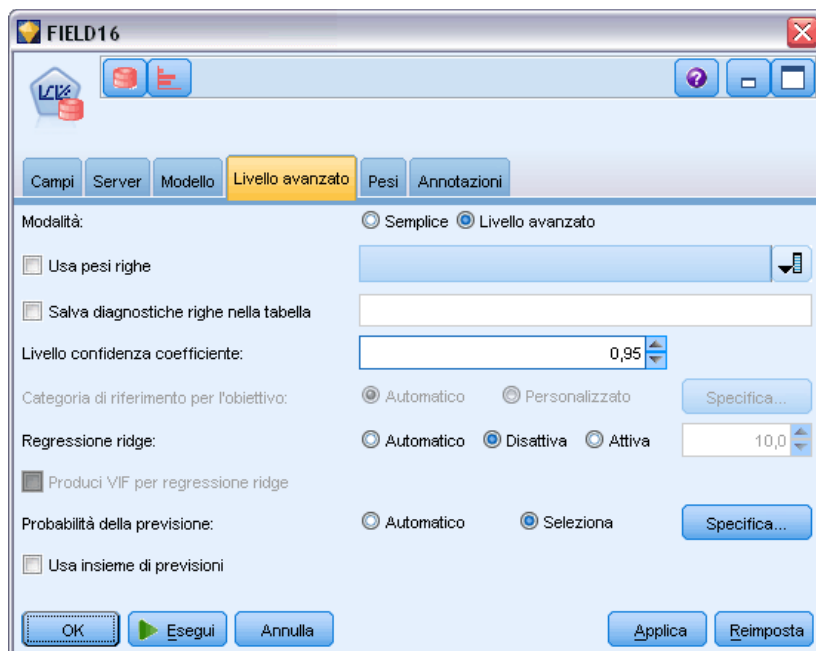 FIELD16
Campi Server Modello Livello avanzato Pesi Annotazioni
Modalità: Semplice Livello avanzato
Usa pesi righe
Salva diagnostiche righe nella tabella
Livello confidenza coefficiente: 0,95
Categoria di riferimento per l'obiettivo: Automatico Personalizzato Specifica...
Regressione ridge: Automatico Disattiva Attiva 10,0
Produci VIF per regressione ridge
Probabilità della previsione: Automatico Seleziona Specifica...
Usa insieme di previsioni
OK Esegui Annulla Applica Reimposta